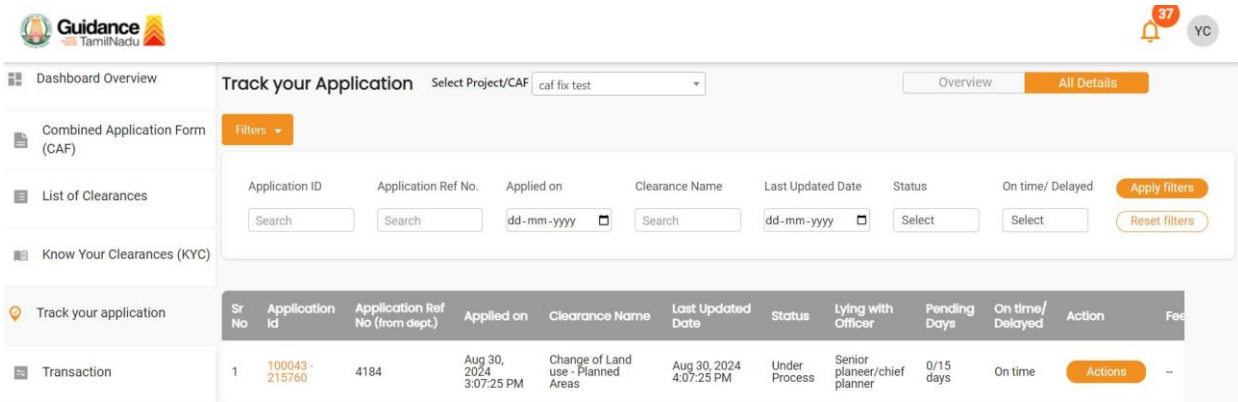 Guidance
TamilNadu
37
YC
Dashboard Overview
Combined Application Form
(CAF)
List of Clearances
Know Your Clearances (KYC)
Track your application
Transaction
Track your Application Select Project/CAF caf fix test
Overview All Details
Filters
Application ID Application Ref No. Applied on Clearance Name Last Updated Date Status On time/ Delayed Apply filters
Search Search dd-mm-yyyy Search dd-mm-yyyy Select Select Reset filters
Sr
No
Application
Id
Application Ref
No (from dept.)
Applied on
Clearance Name
Last Updated
Date
Status
Lying with
Officer
Pending
Days
On time/
Delayed
Action
Fee
1
100043 -
215760
4184
Aug 30,
2024
3:07:25 PM
Change of Land
use - Planned
Areas
Aug 30, 2024
4:07:25 PM
Under
Process
Senior
planeer/chief
planner
0/15
days
On time
Actions
--